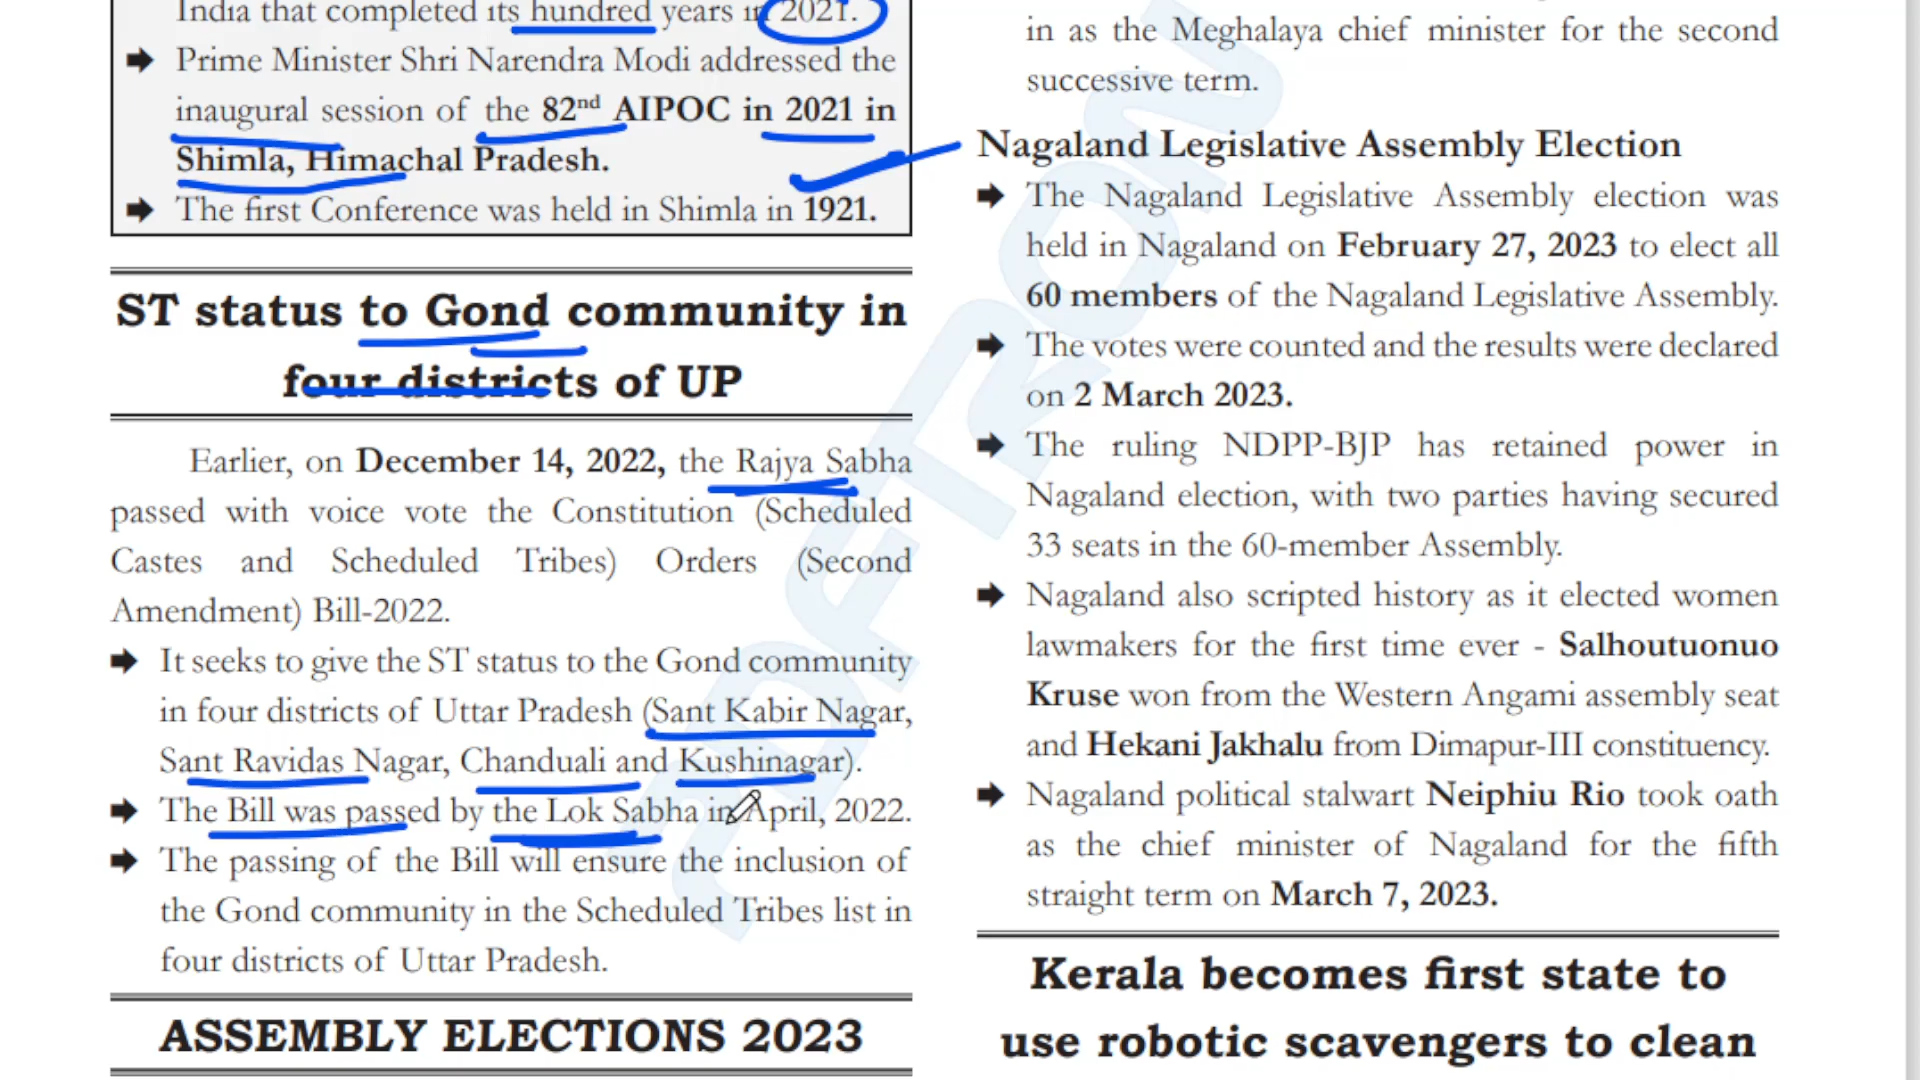 India that completed its hundred years in 2021.
Prime Minister Shri Narendra Modi addressed the
inaugural session of the 82nd AIPOC in 2021 in
Shimla, Himachal Pradesh.
The first Conference was held in Shimla in 1921.
ST status to Gond community in
four districts of UP
Earlier, on December 14, 2022, the Rajya Sabha
passed with voice vote the Constitution (Scheduled
Castes and Scheduled Tribes) Orders (Second
Amendment) Bill-2022.
It seeks to give the ST status to the Gond community
in four districts of Uttar Pradesh (Sant Kabir Nagar,
Sant Ravidas Nagar, Chanduali and Kushinagar).
The Bill was passed by the Lok Sabha in April, 2022.
The passing of the Bill will ensure the inclusion of
the Gond community in the Scheduled Tribes list in
four districts of Uttar Pradesh.
ASSEMBLY ELECTIONS 2023
in as the Meghalaya chief minister for the second
successive term.
Nagaland Legislative Assembly Election
The Nagaland Legislative Assembly election was
held in Nagaland on February 27, 2023 to elect all
60 members of the Nagaland Legislative Assembly.
The votes were counted and the results were declared
on 2 March 2023.
The ruling NDPP-BJP has retained power in
Nagaland election, with two parties having secured
33 seats in the 60-member Assembly.
Nagaland also scripted history as it elected women
lawmakers for the first time ever - Salhoutuonuo
Kruse won from the Western Angami assembly seat
and Hekani Jakhalu from Dimapur-III constituency.
Nagaland political stalwart Neiphiu Rio took oath
as the chief minister of Nagaland for the fifth
straight term on March 7, 2023.
Kerala becomes first state to
use robotic scavengers to clean
PDFTRON